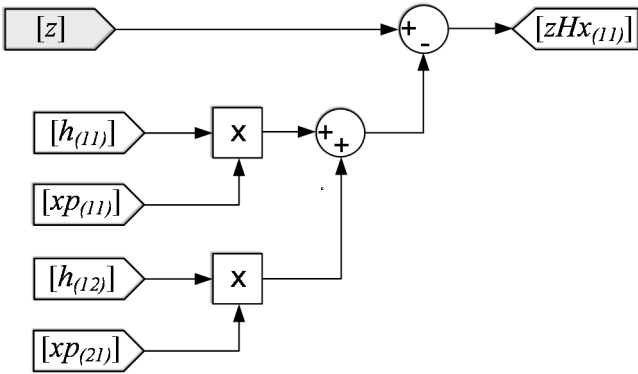 [z]
+
-
[zHx(11)]
[h(11)]
x
+
+
[xp(11)]
[h(12)]
x
[xp(21)]